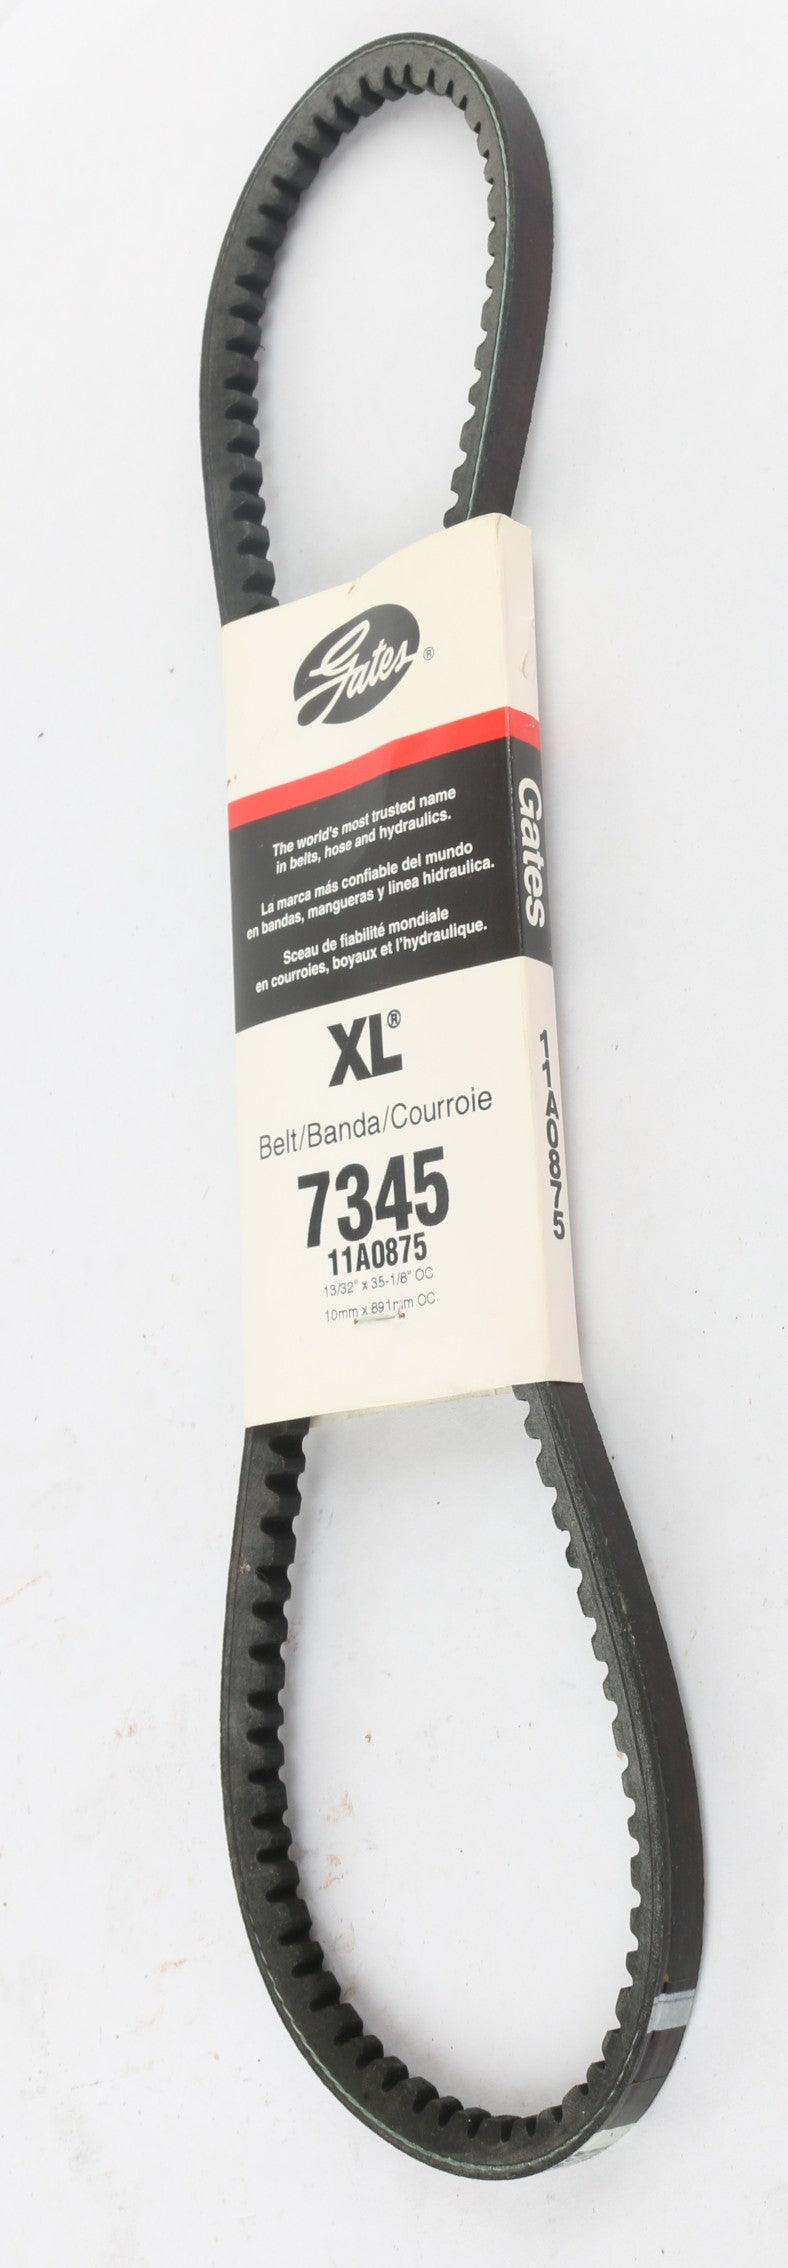 Gates®
The world's most trusted name
in belts, hose and hydraulics.
La marca más confiable del mundo
en bandas, mangueras y linea hidraulica.
Sceau de fiabilité mondiale
en courroies, boyaux et l'hydraulique.
XL®
Belt/Banda/Courroie
7345
11A0875
13/32" x 35-1/8" OC
10mm x 891mm OC
Gates
11A0875